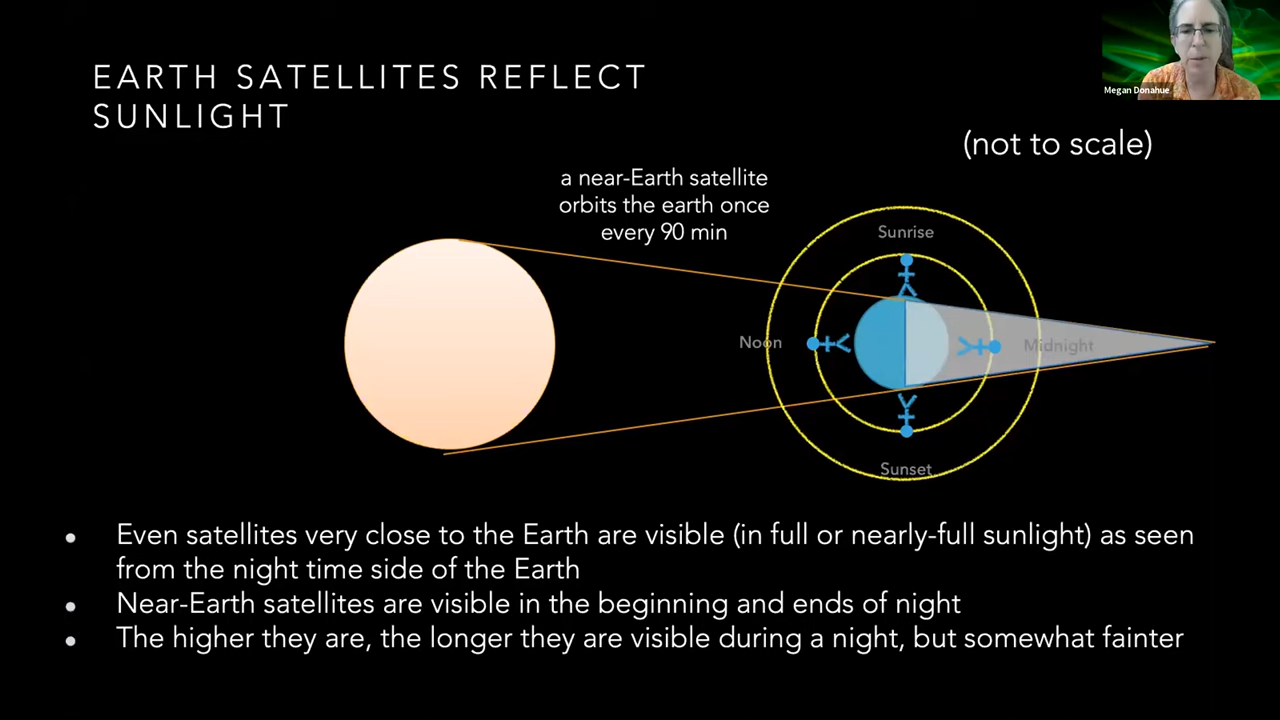 EARTH SATELLITES REFLECT
SUNLIGHT
Megan Donahue
(not to scale)
a near-Earth satellite
orbits the earth once
every 90 min
Sunrise
Noon
Midnight
Sunset
• Even satellites very close to the Earth are visible (in full or nearly-full sunlight) as seen
from the night time side of the Earth
• Near-Earth satellites are visible in the beginning and ends of night
• The higher they are, the longer they are visible during a night, but somewhat fainter